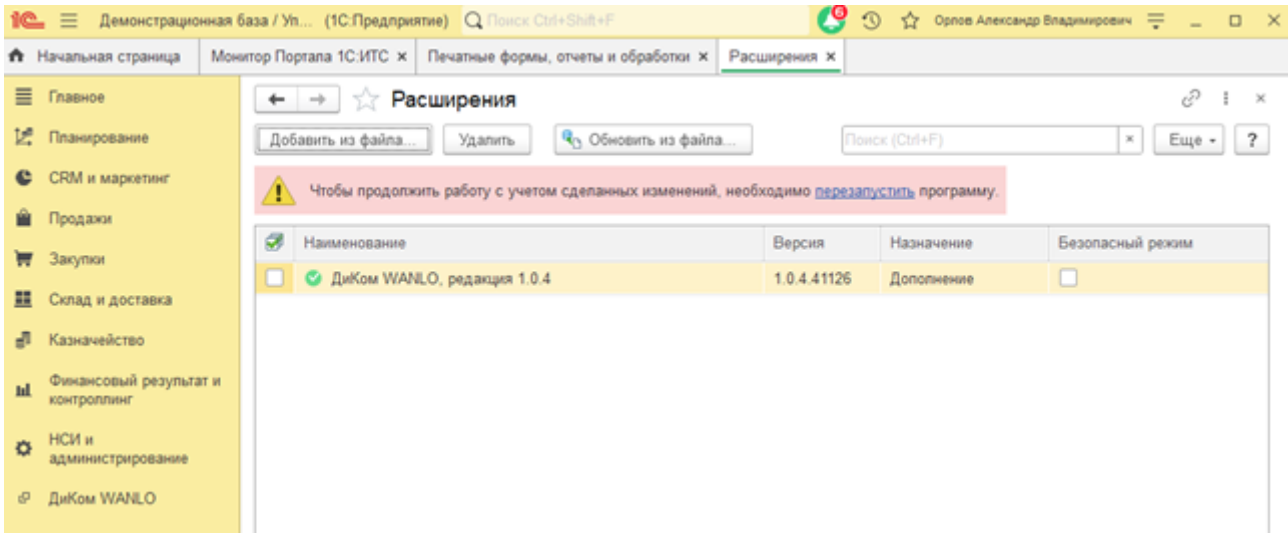 1С Демонстрационная база / Уп... (1С:Предприятие) Поиск Ctrl+Shift+F 6 Орлов Александр Владимирович
Начальная страница Монитор Портала 1С:ИТС × Печатные формы, отчеты и обработки × Расширения ×
Главное
Планирование
CRM и маркетинг
Продажи
Закупки
Склад и доставка
Казначейство
Финансовый результат и
контроллинг
НСИ и
администрирование
ДиКом WANLO
Расширения
Добавить из файла... Удалить Обновить из файла... Поиск (Ctrl+F) × Еще ?
Чтобы продолжить работу с учетом сделанных изменений, необходимо перезапустить программу.
Наименование Версия Назначение Безопасный режим
ДиКом WANLO, редакция 1.0.4 1.0.4.41126 Дополнение